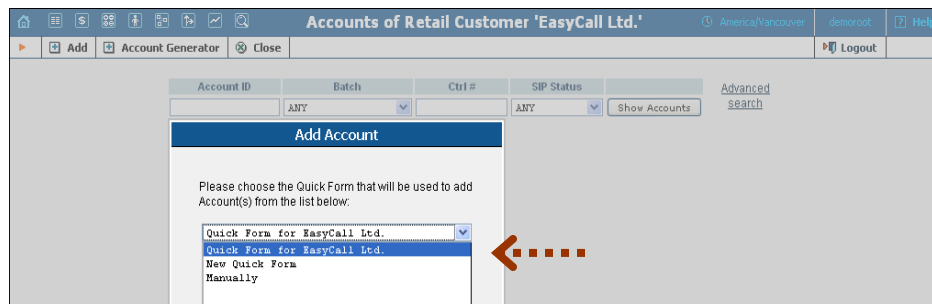 Accounts of Retail Customer 'EasyCall Ltd.' America/Vancouver demoroot Help
Add Account Generator Close Logout
Account ID Batch Ctrl # SIP Status Advanced search
ANY ANY Show Accounts
Add Account
Please choose the Quick Form that will be used to add
Account(s) from the list below:
Quick Form for EasyCall Ltd.
Quick Form for EasyCall Ltd.
New Quick Form
Manually